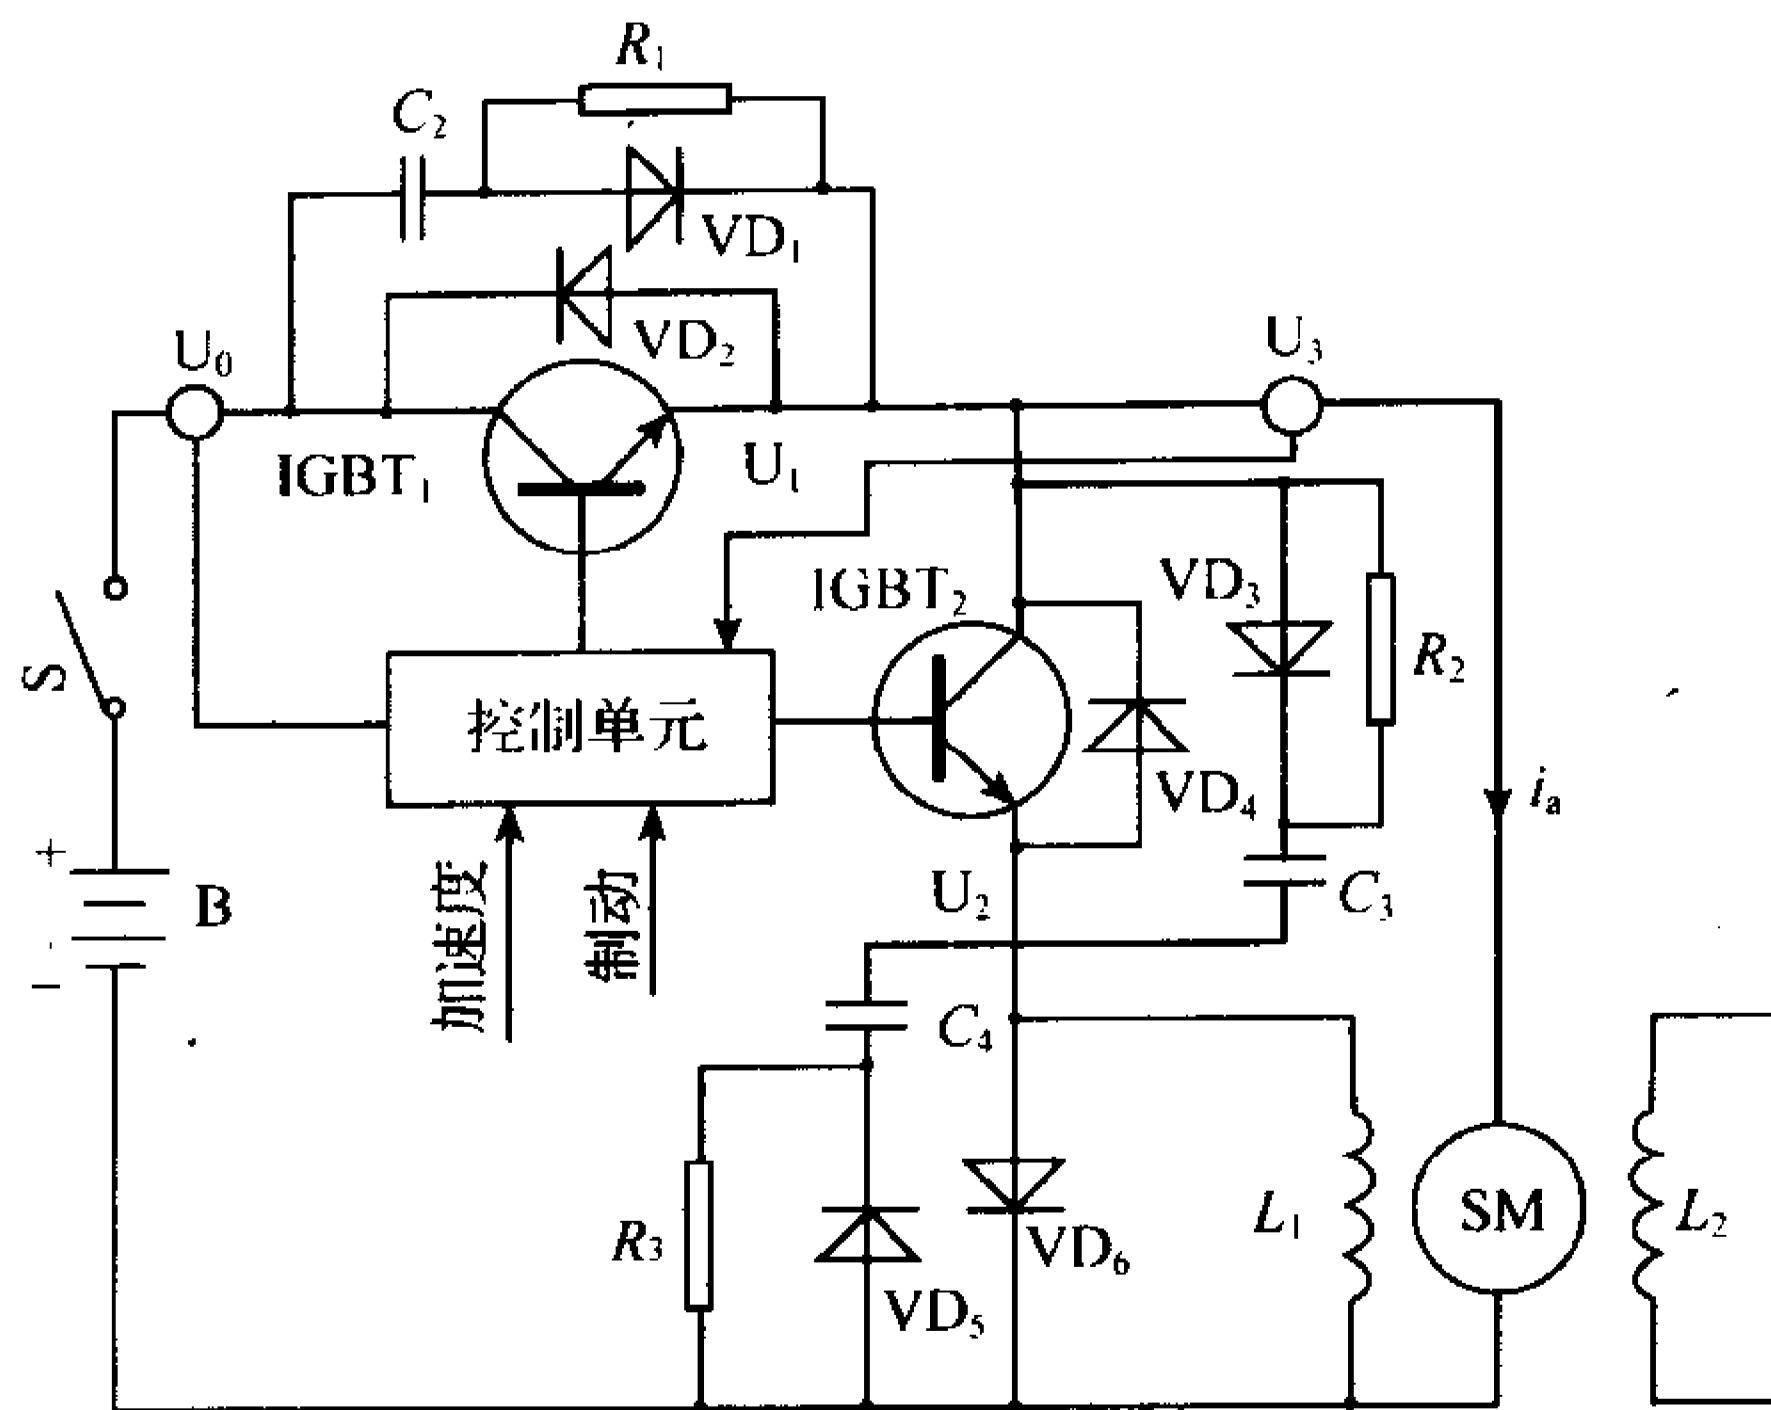 R₁
C₂
VD₁
VD₂
U₀
U₃
IGBT₁
U₁
IGBT₂
VD₃
R₂
S
控制单元
VD₄
iₐ
+
B
−
加速度
制动
U₂
C₃
C₄
R₃
VD₅
VD₆
L₁
SM
L₂